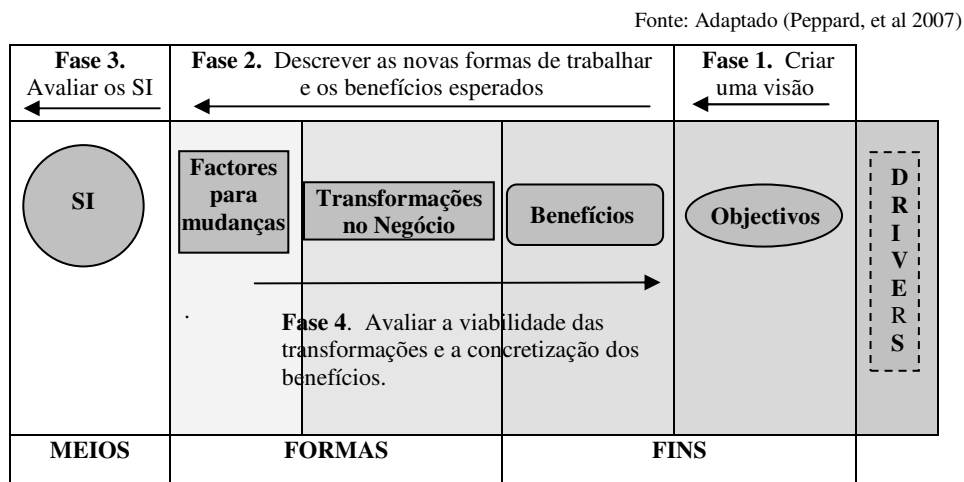 Fonte: Adaptado (Peppard, et al 2007)
Fase 3.
Avaliar os SI
Fase 2. Descrever as novas formas de trabalhar
e os benefícios esperados
Fase 1. Criar
uma visão
SI
Factores
para
mudanças
Transformações
no Negócio
Benefícios
Objectivos
D
R
I
V
E
R
S
.
Fase 4. Avaliar a viabilidade das
transformações e a concretização dos
benefícios.
MEIOS
FORMAS
FINS